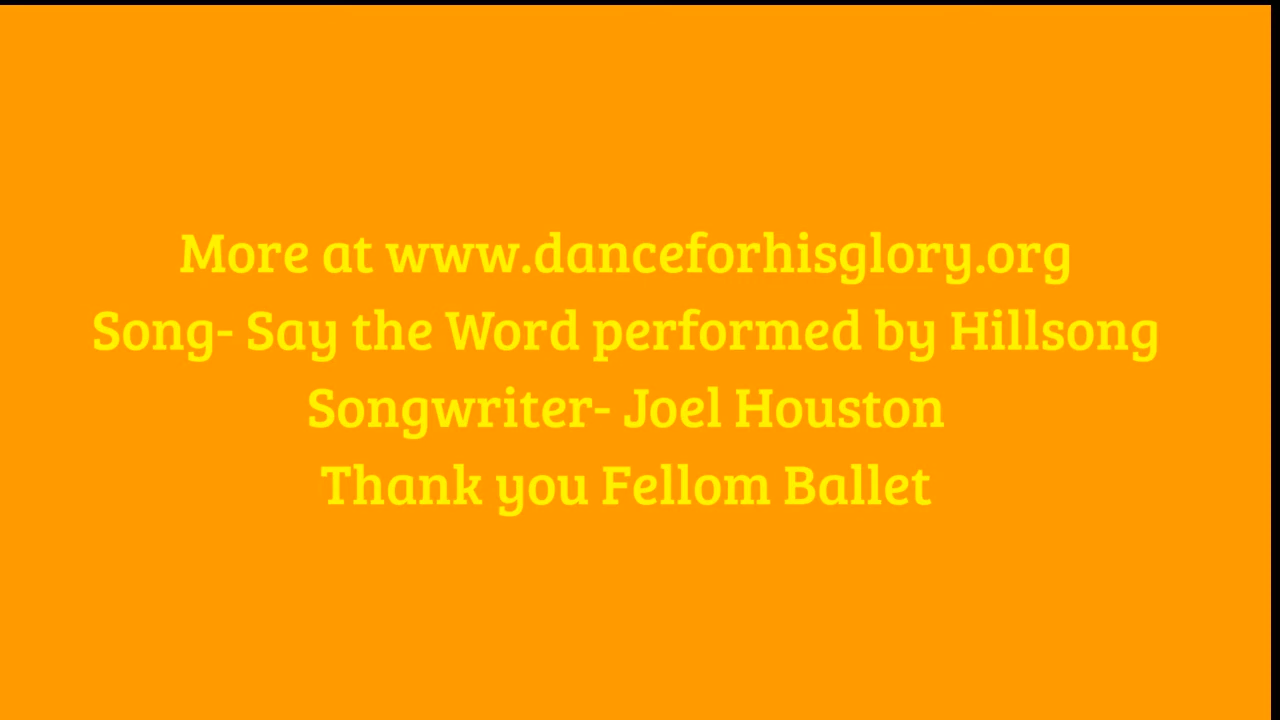 More at www.danceforhisglory.org
Song- Say the Word performed by Hillsong
Songwriter- Joel Houston
Thank you Fellom Ballet